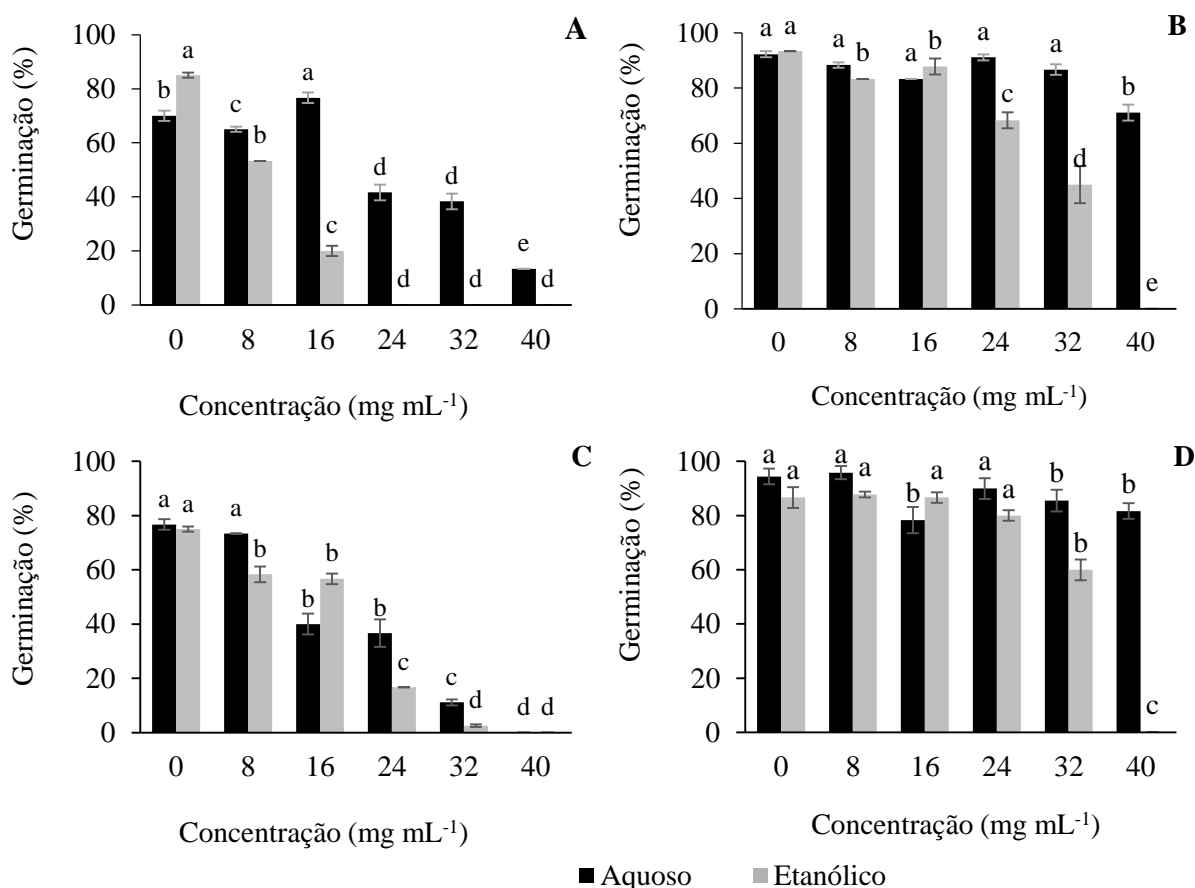 A
Germinação (%)
100
80
60
40
20
0
b a c b a c d d d d e d
0 8 16 24 32 40
Concentração (mg mL-1)
B
Germinação (%)
100
80
60
40
20
0
a a a b a b a c a d b e
0 8 16 24 32 40
Concentração (mg mL-1)
C
Germinação (%)
100
80
60
40
20
0
a a a b b b b c c d d d
0 8 16 24 32 40
Concentração (mg mL-1)
D
Germinação (%)
100
80
60
40
20
0
a a a a b a a a b b b c
0 8 16 24 32 40
Concentração (mg mL-1)
Aquoso Etanólico